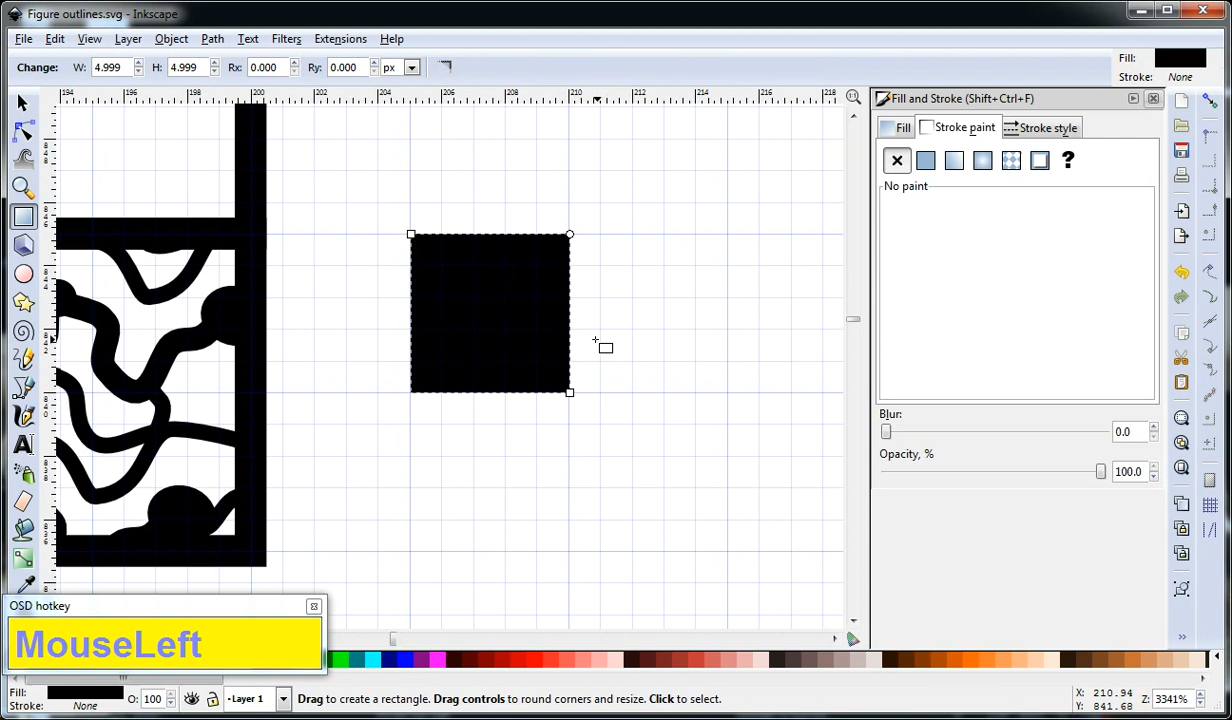 Figure outlines.svg - Inkscape
File Edit View Layer Object Path Text Filters Extensions Help
Change: W: 4.999 H: 4.999 Rx: 0.000 Ry: 0.000 px
Fill:
Stroke: None
194 196 198 200 202 204 206 208 210 212 214 216 218
Fill and Stroke (Shift+Ctrl+F)
Fill Stroke paint Stroke style
?
No paint
Blur:
0.0
Opacity, %
100.0
OSD hotkey
MouseLeft
Fill:
Stroke: None
O: 100
Layer 1
Drag to create a rectangle. Drag controls to round corners and resize. Click to select.
X: 210.94
Y: 841.68
Z: 3341%